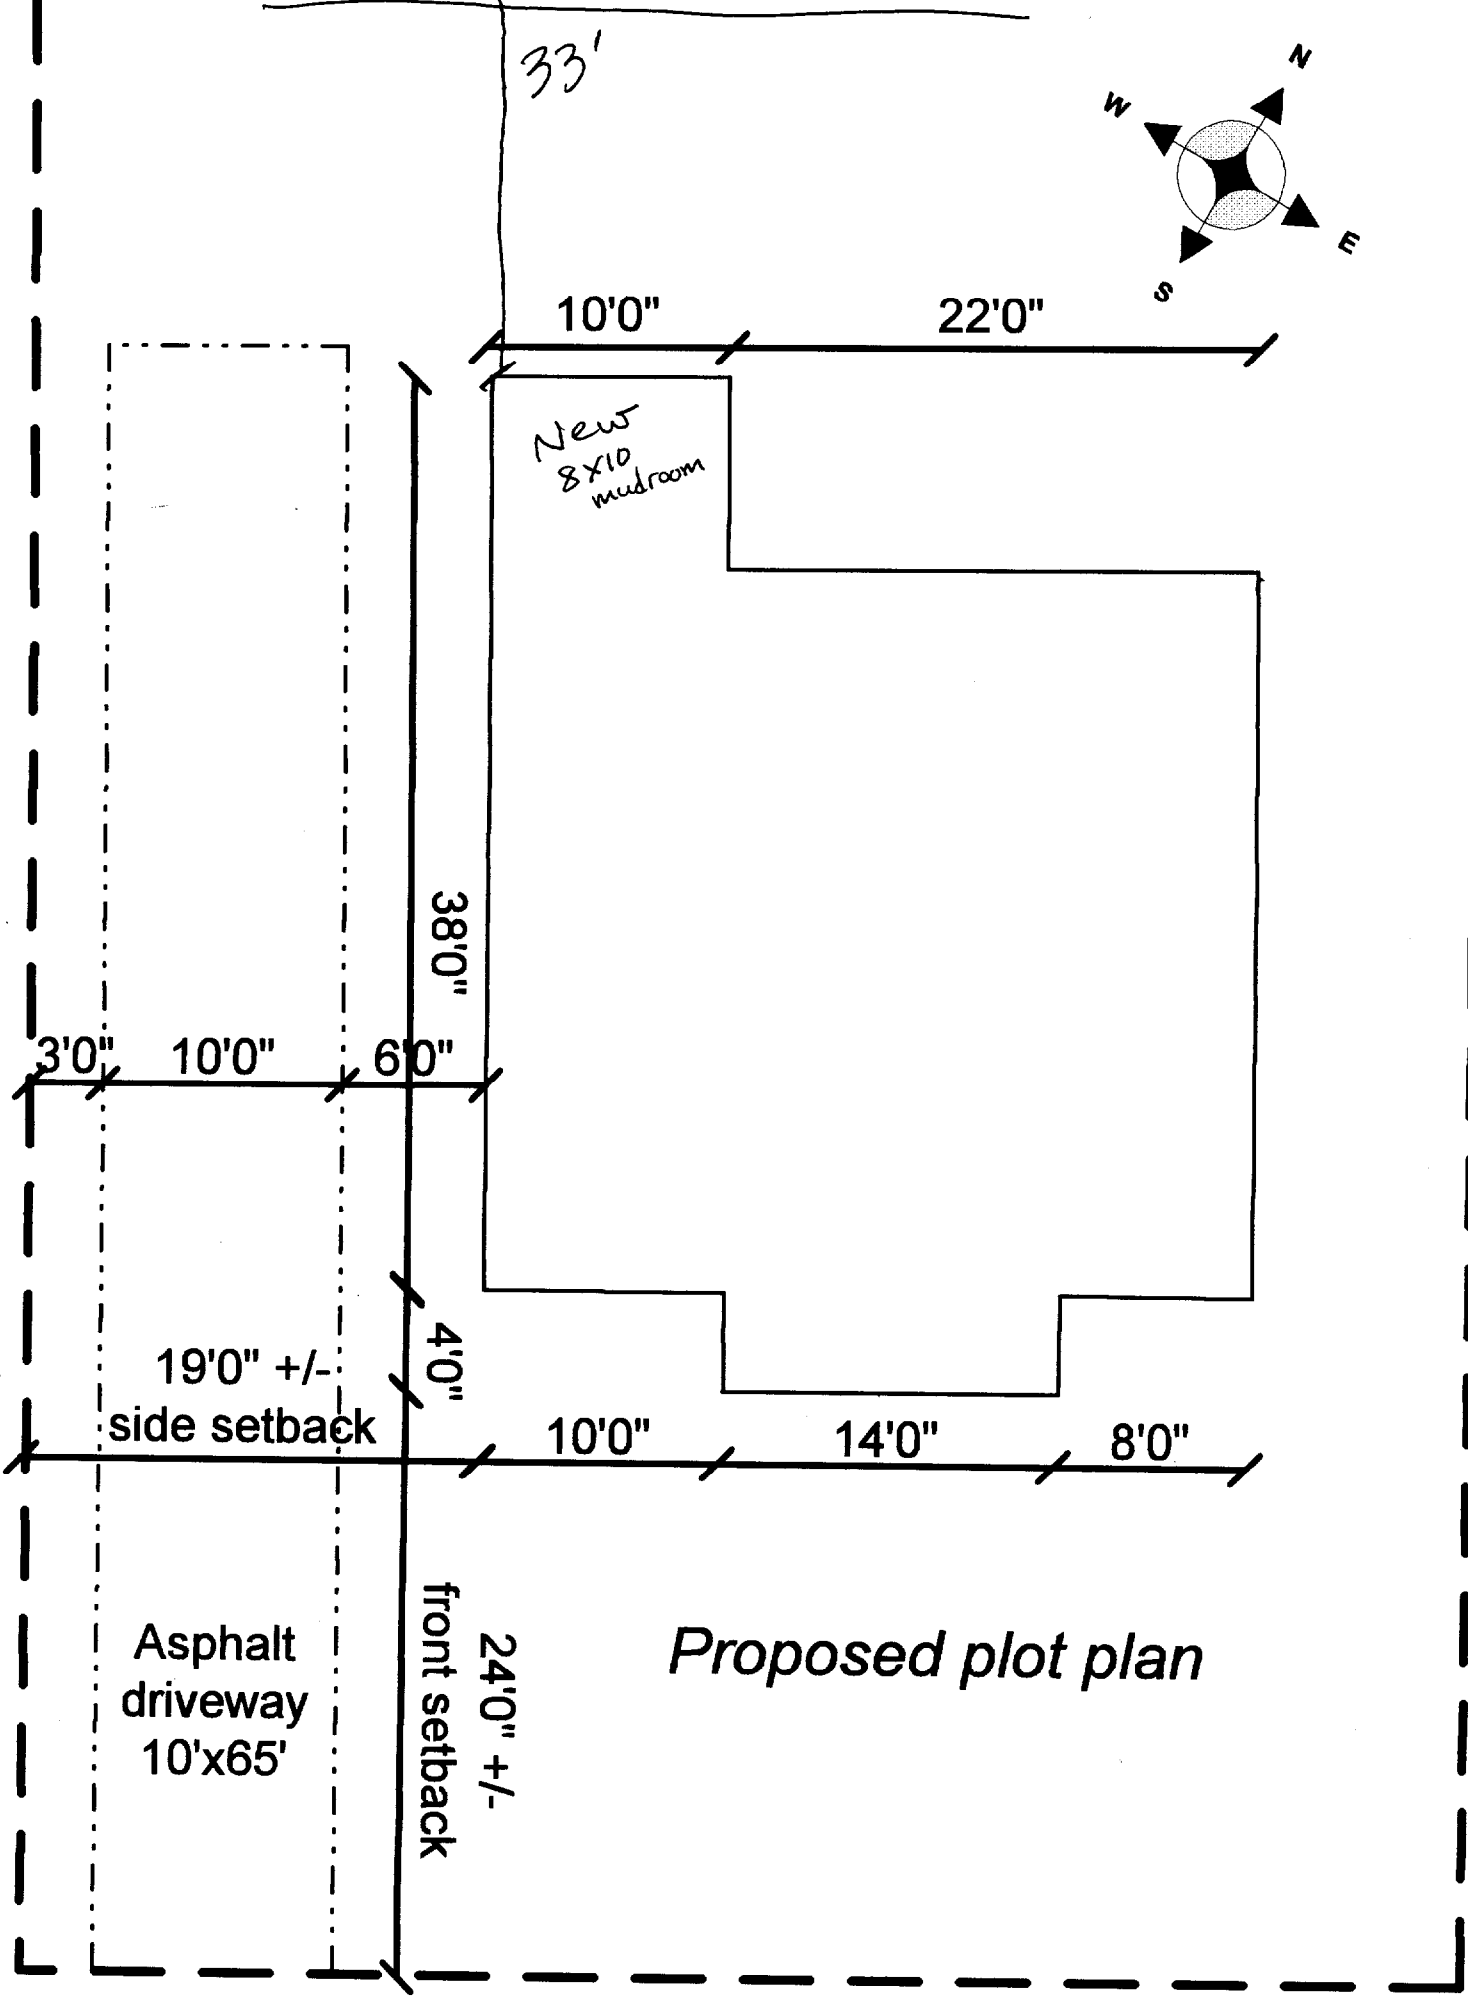 33'
N
W
E
S
10'0"
22'0"
New
8x10
mudroom
38'0"
3'0"
10'0"
6'0"
4'0"
19'0" +/-
side setback
10'0"
14'0"
8'0"
24'0" +/-
front setback
Asphalt
driveway
10'x65'
Proposed plot plan